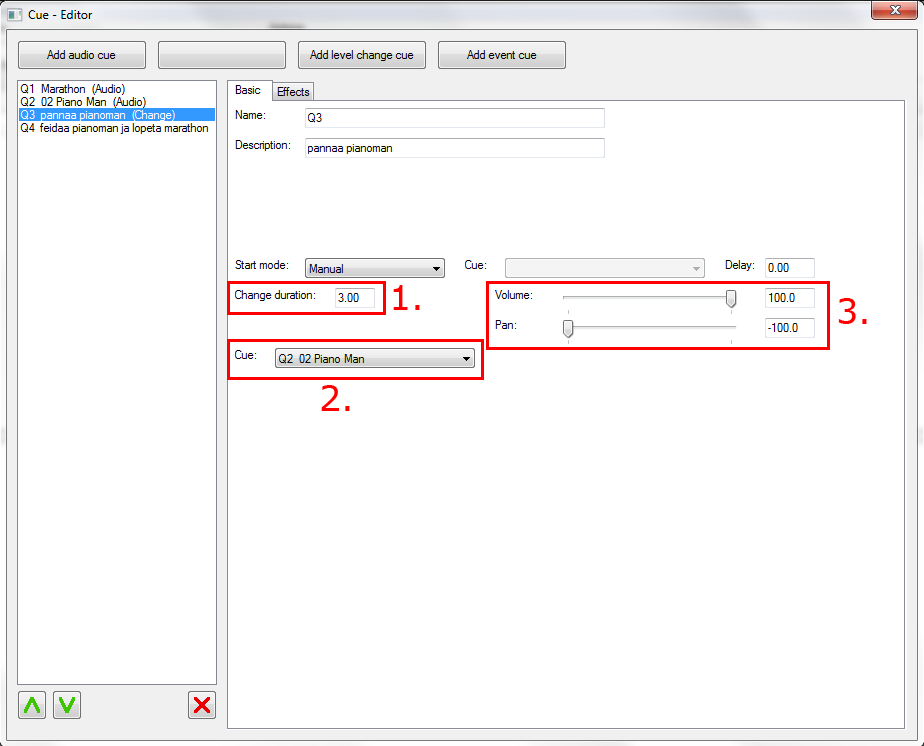 Cue - Editor
Add audio cue
Add level change cue
Add event cue
Q1 Marathon (Audio)
Q2 02 Piano Man (Audio)
Q3 pannaa pianoman (Change)
Q4 feidaa pianoman ja lopeta marathon
Basic
Effects
Name:
Q3
Description:
pannaa pianoman
Start mode:
Manual
Cue:
Delay:
0.00
Change duration:
3.00
1.
Volume:
100.0
Pan:
-100.0
3.
Cue:
Q2 02 Piano Man
2.